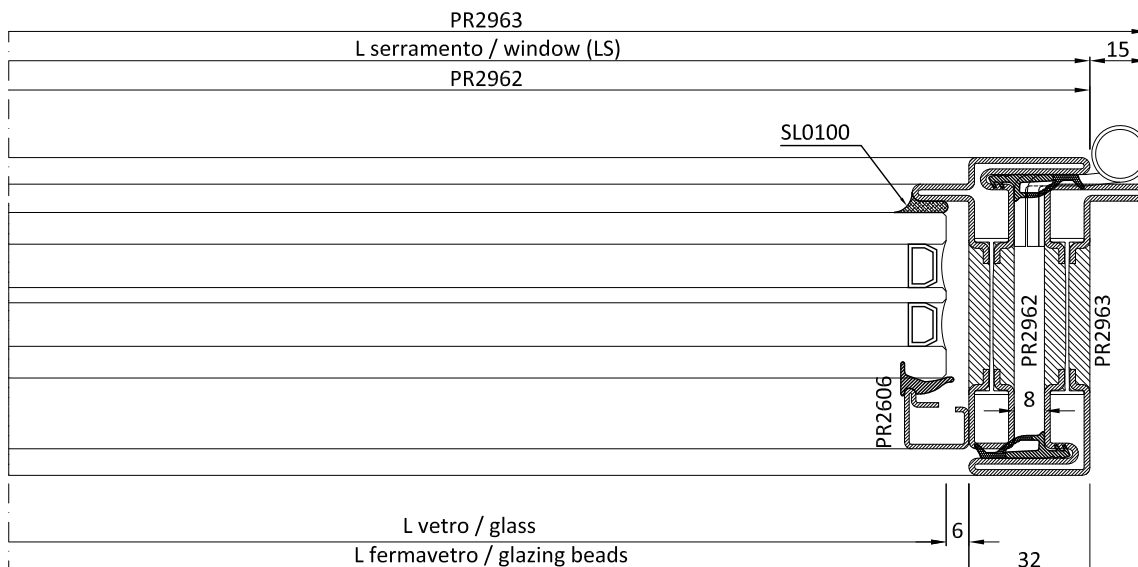 PR2963
L serramento / window (LS)
15
PR2962
SL0100
PR2962
PR2963
8
PR2606
L vetro / glass
6
L fermavetro / glazing beads
32